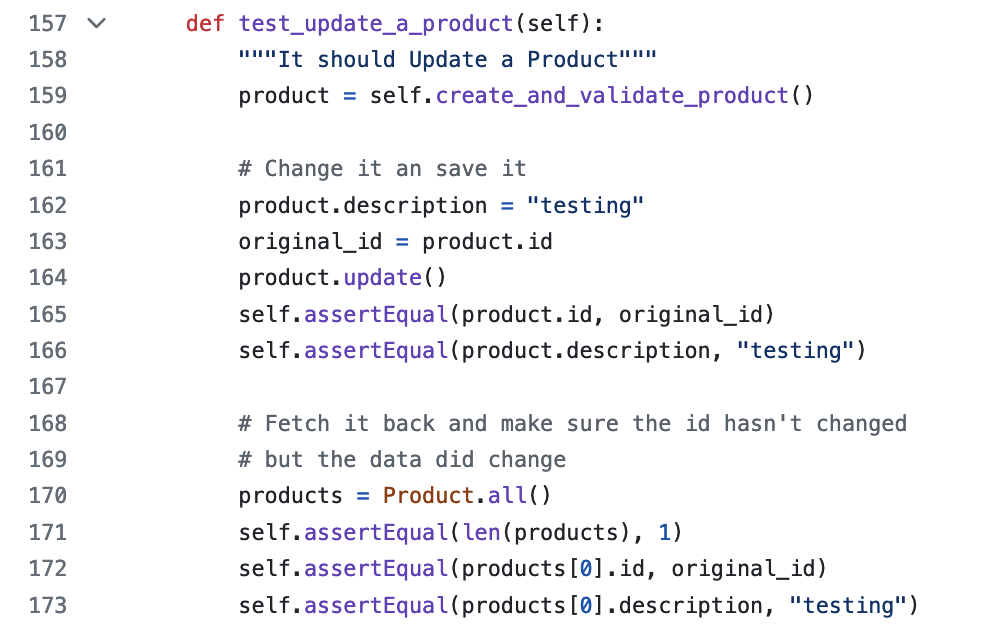 157 def test_update_a_product(self):
158 """It should Update a Product"""
159 product = self.create_and_validate_product()
160
161 # Change it an save it
162 product.description = "testing"
163 original_id = product.id
164 product.update()
165 self.assertEqual(product.id, original_id)
166 self.assertEqual(product.description, "testing")
167
168 # Fetch it back and make sure the id hasn't changed
169 # but the data did change
170 products = Product.all()
171 self.assertEqual(len(products), 1)
172 self.assertEqual(products[0].id, original_id)
173 self.assertEqual(products[0].description, "testing")